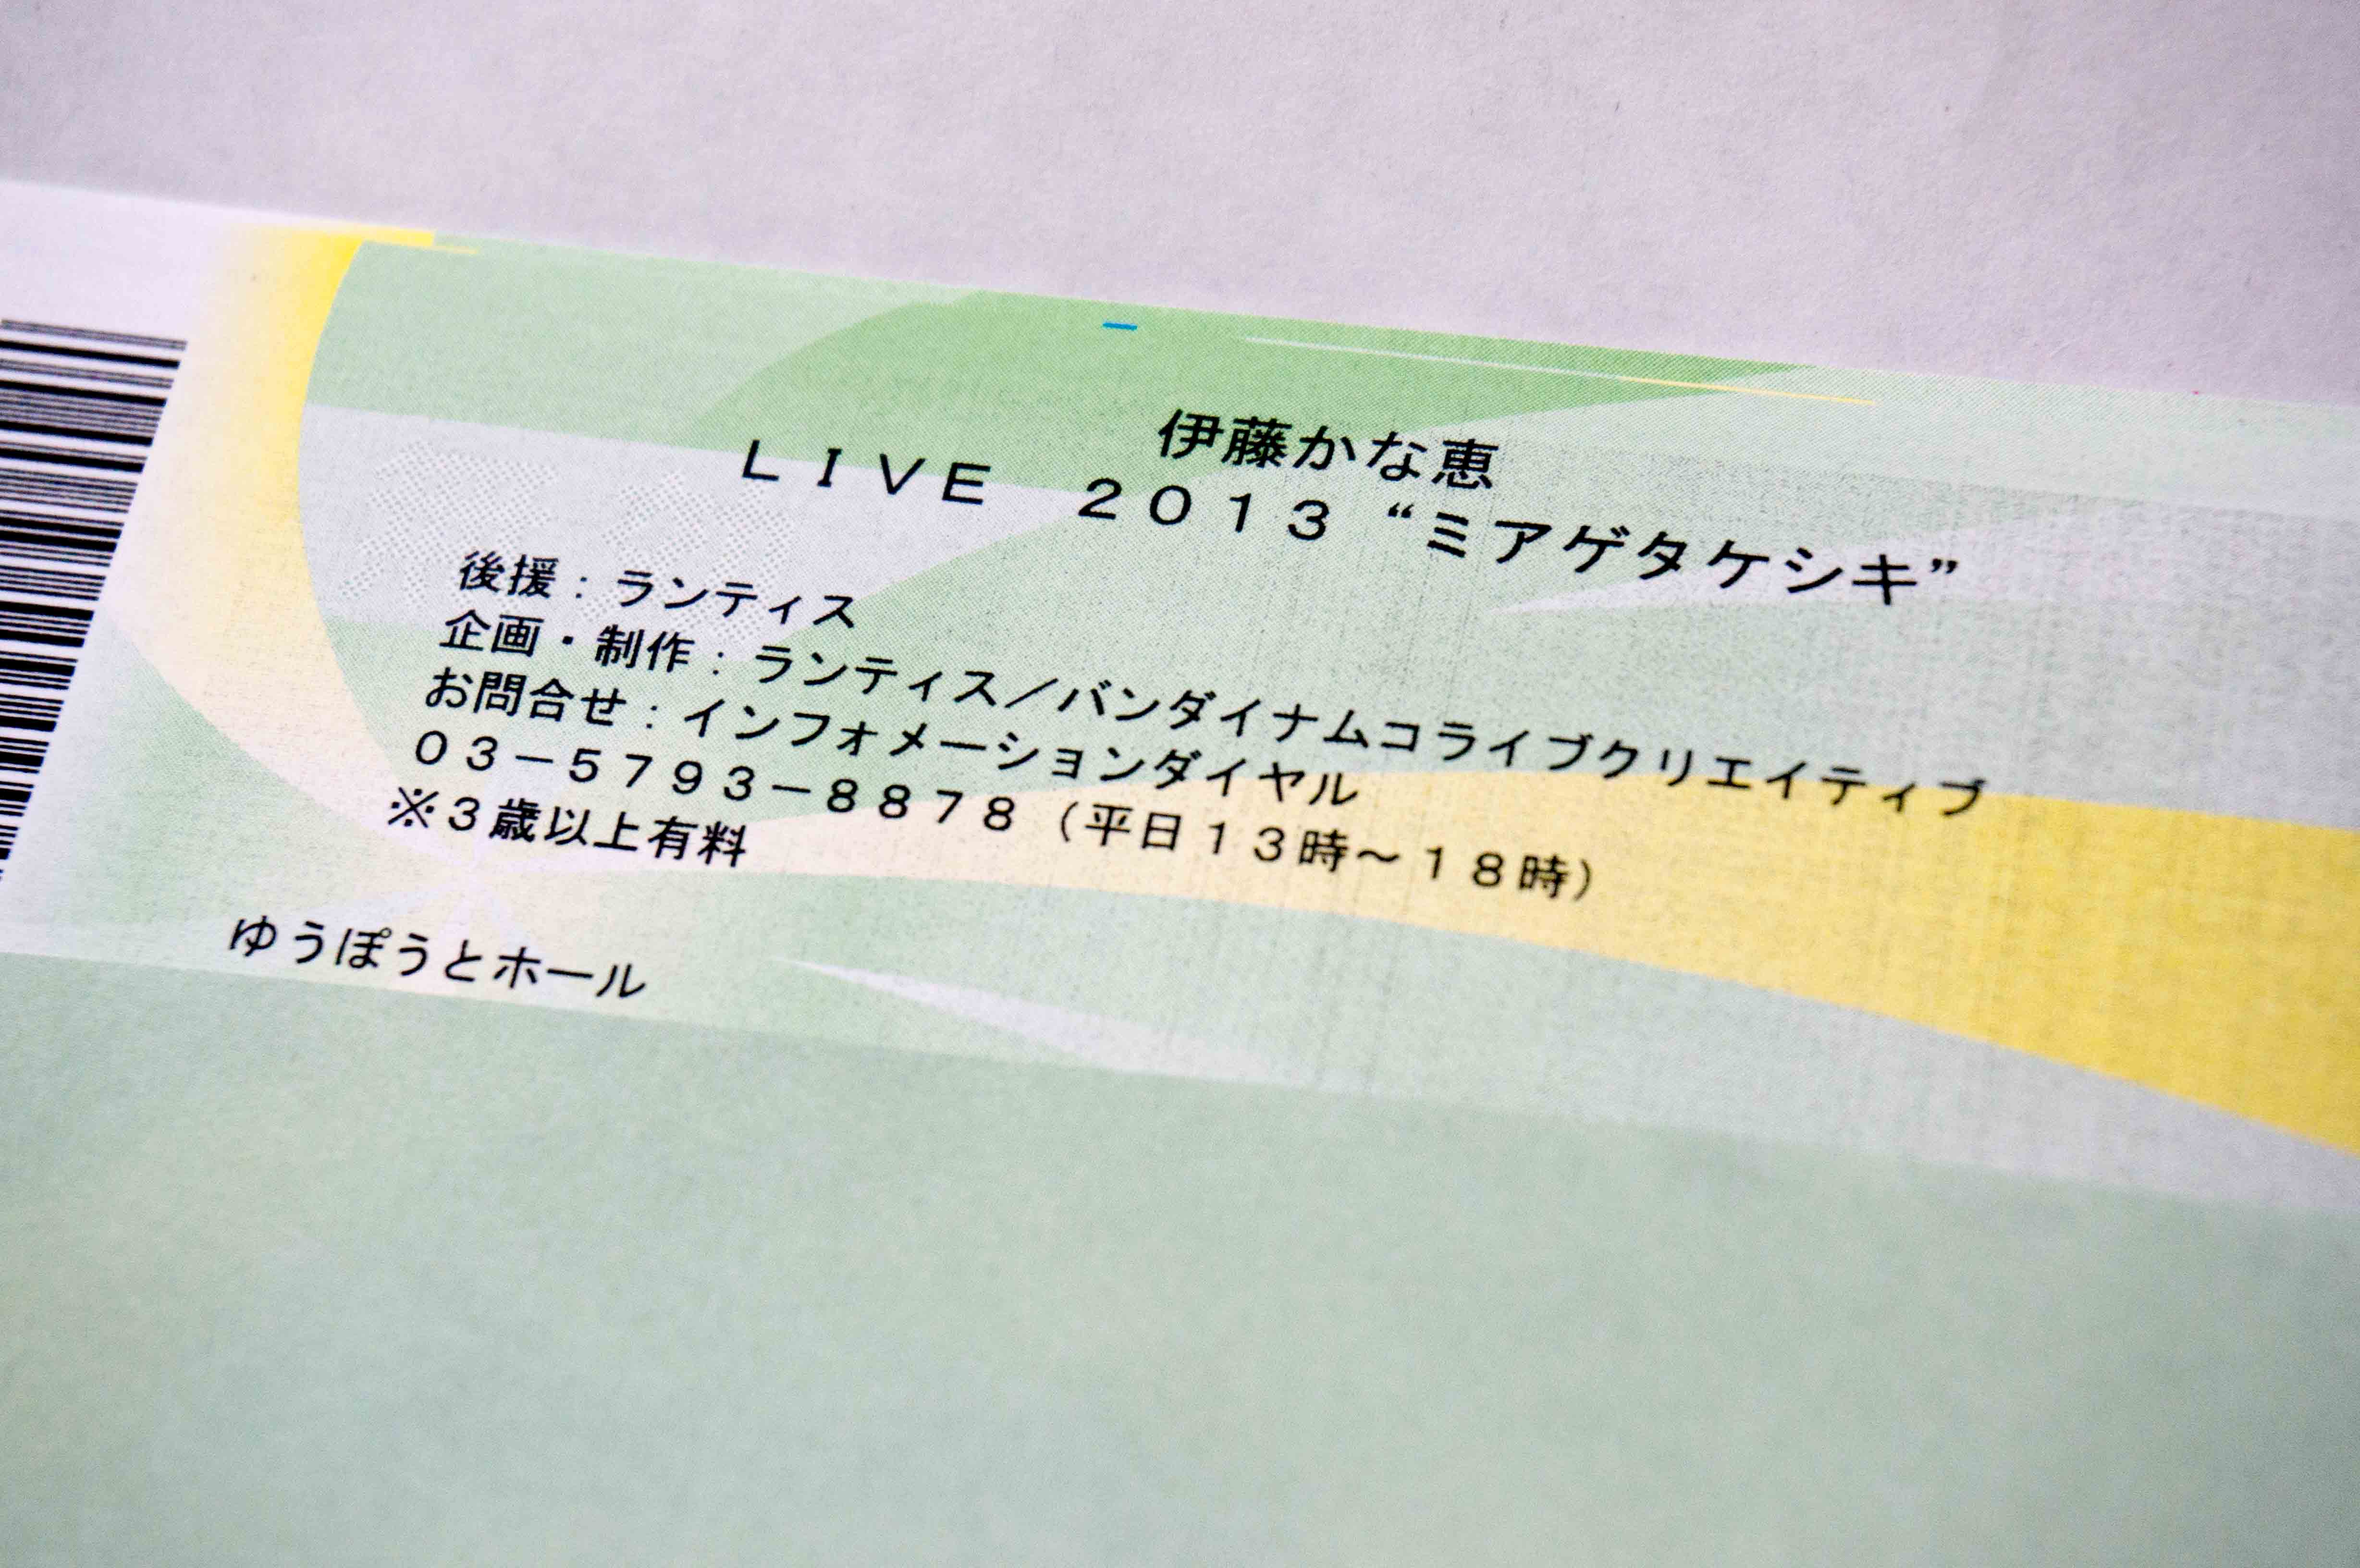 伊藤かな恵
LIVE 2013“ミアゲタケシキ”
後援：ランティス
企画・制作：ランティス／バンダイナムコライブクリエイティブ
お問合せ：インフォメーションダイヤル
03－5793－8878（平日13時～18時）
※3歳以上有料
ゆうぽうとホール